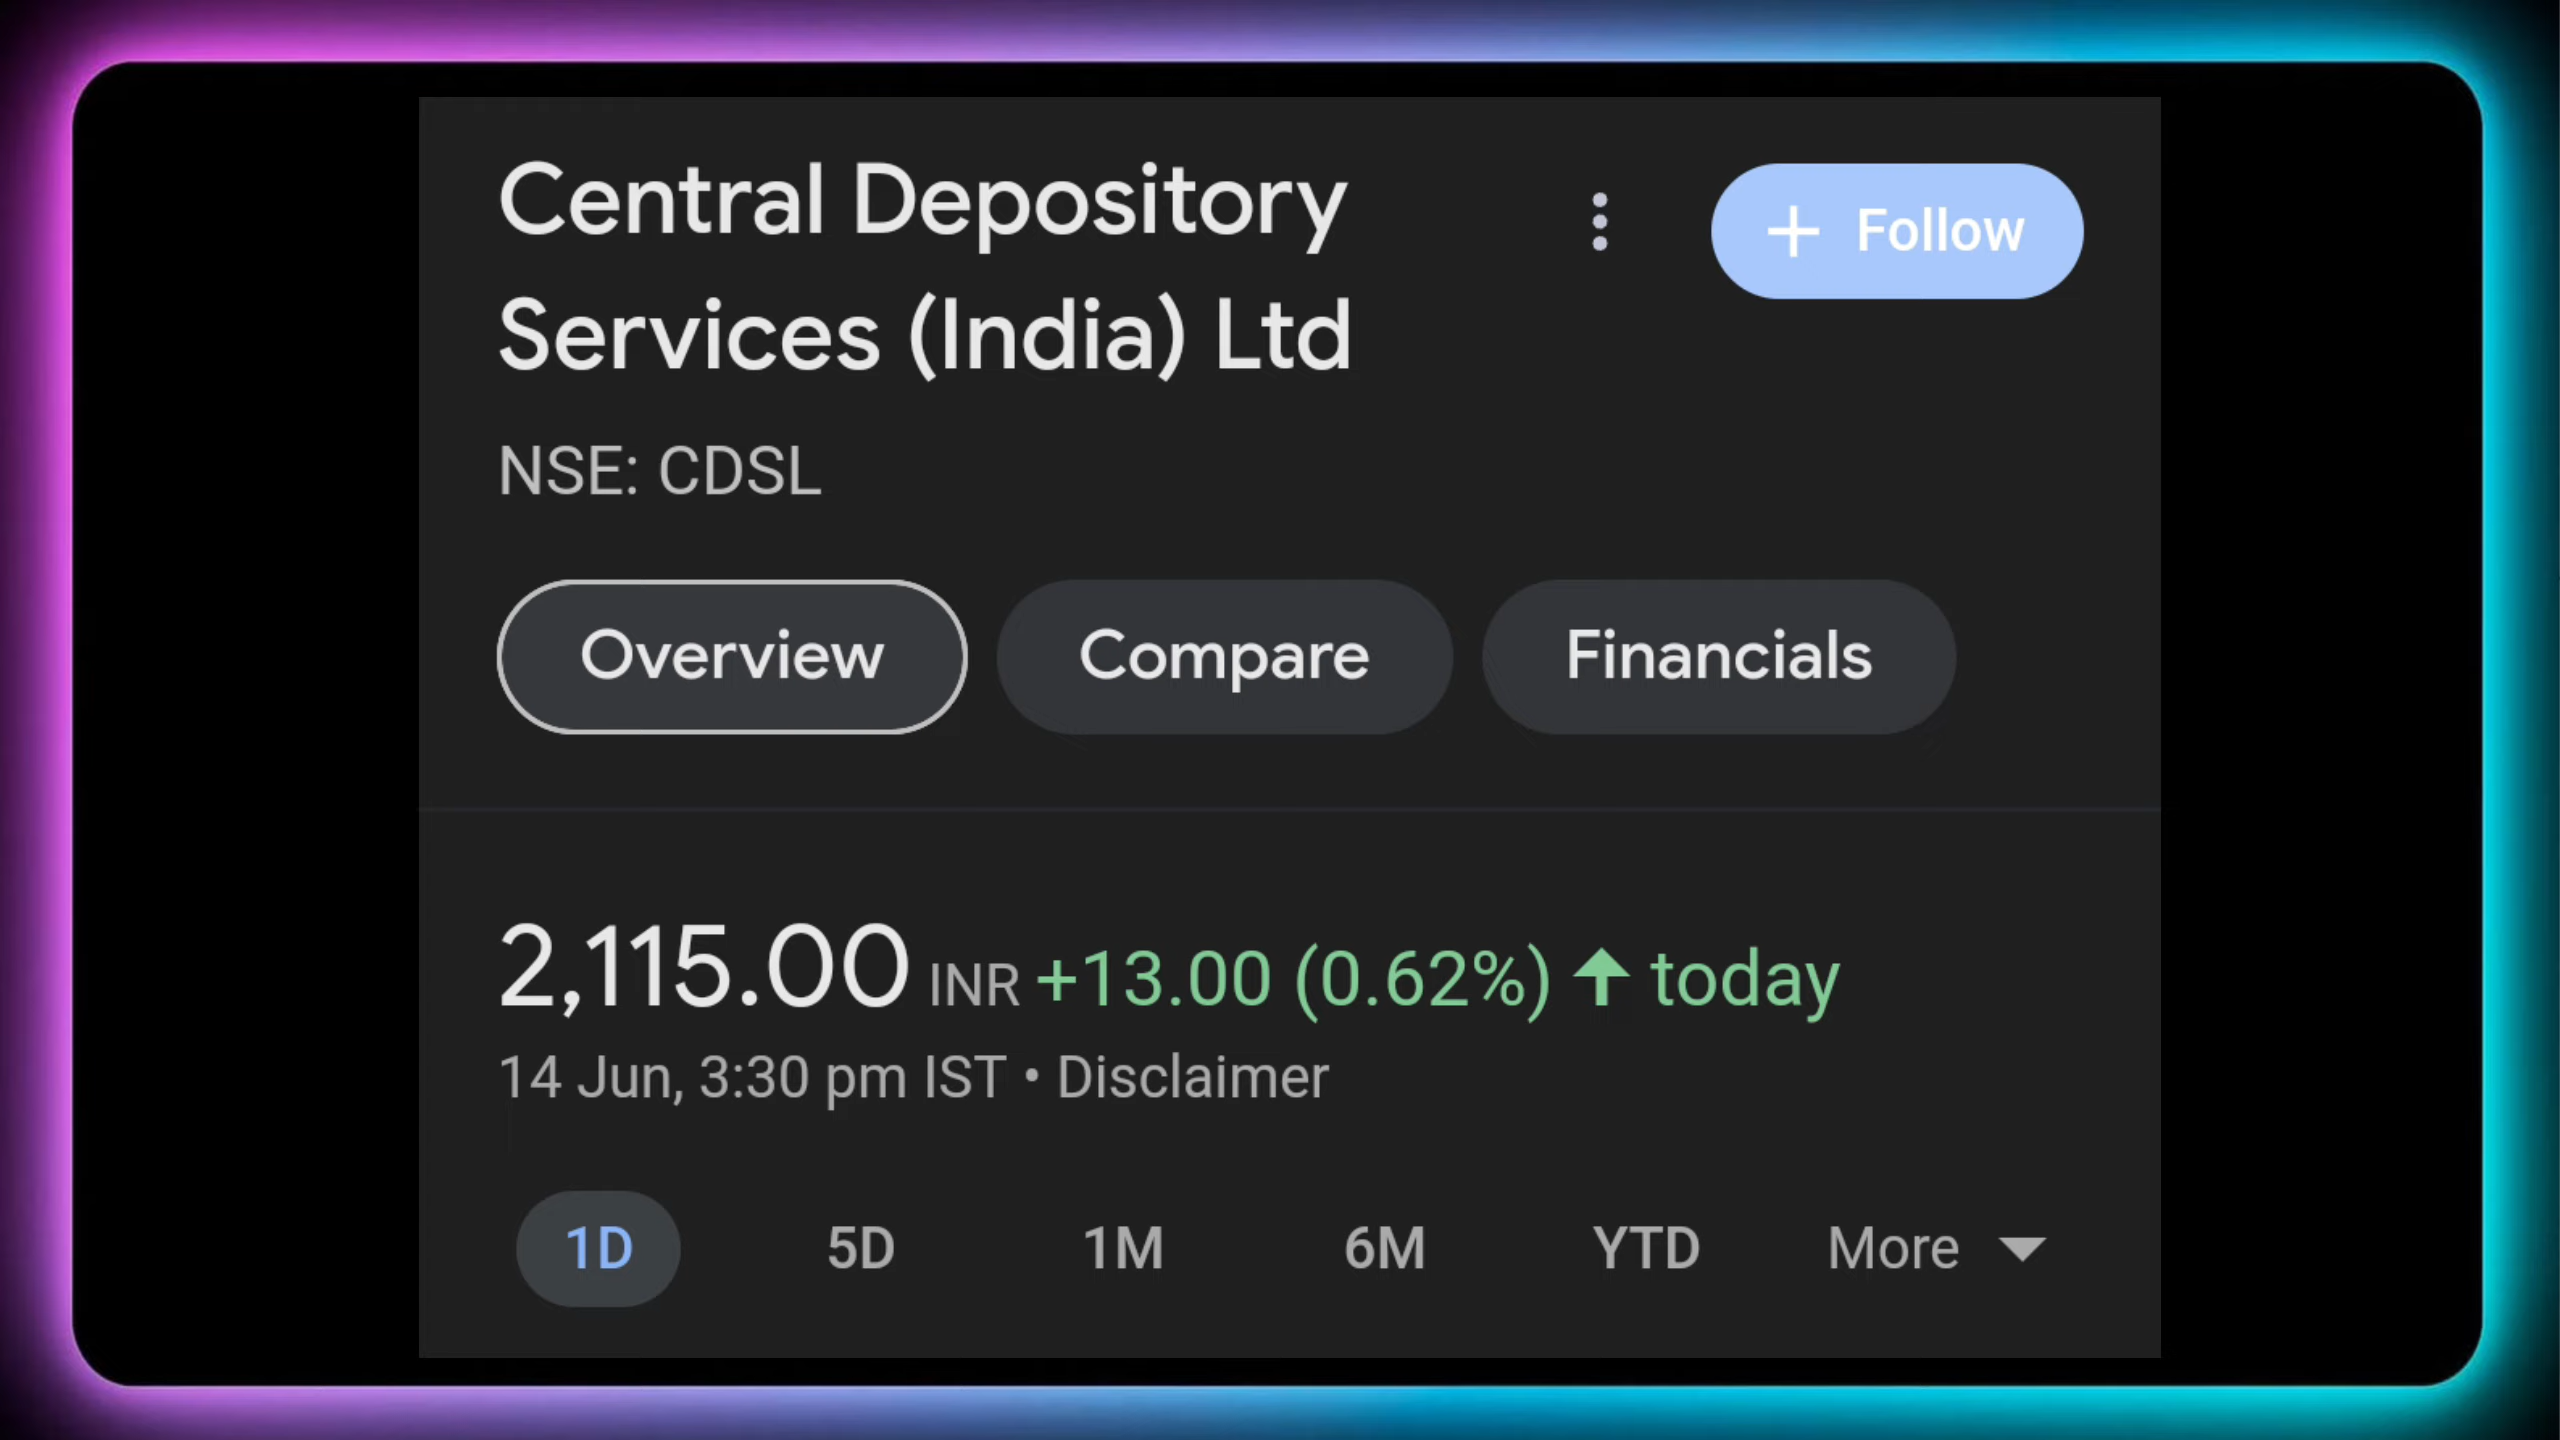 Central Depository
Services (India) Ltd
+ Follow
NSE: CDSL
Overview
Compare
Financials
2,115.00 INR +13.00 (0.62%) ↑ today
14 Jun, 3:30 pm IST • Disclaimer
1D 5D 1M 6M YTD More